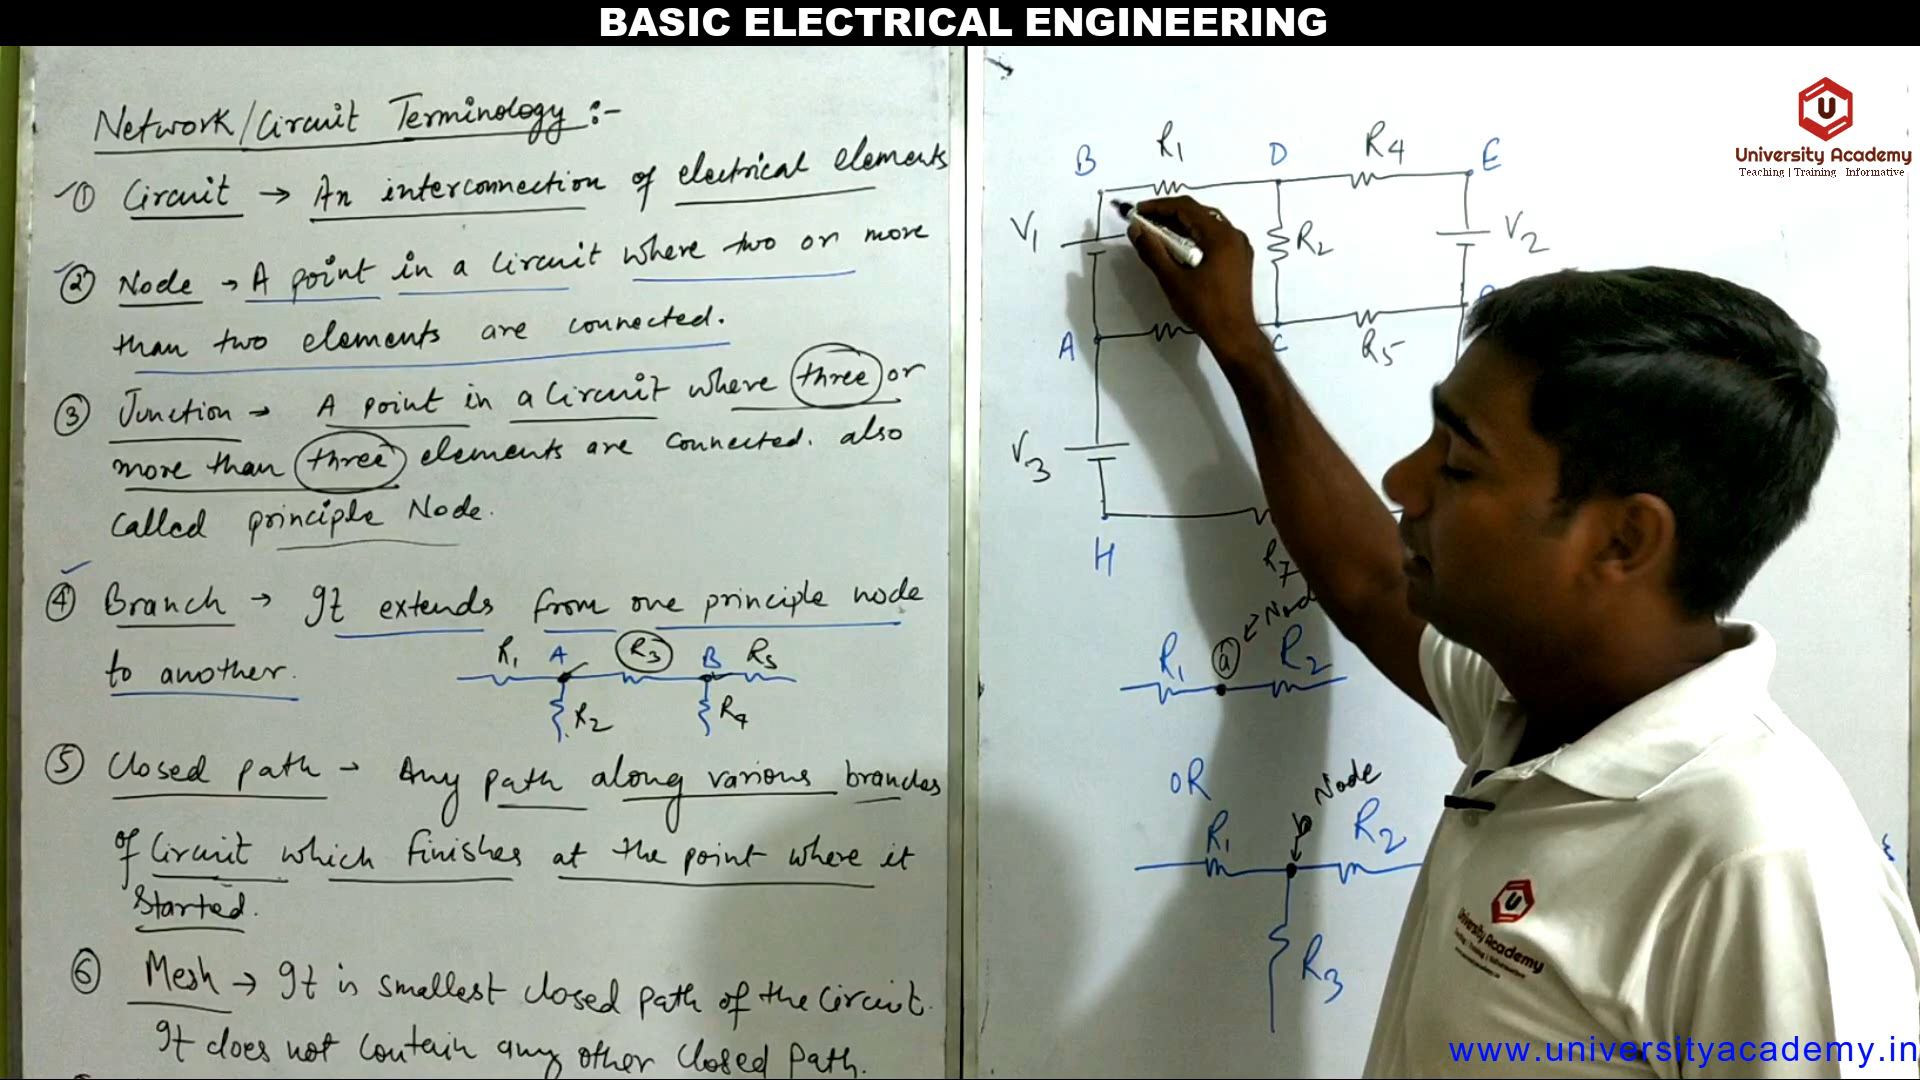 BASIC ELECTRICAL ENGINEERING
Network/Circuit Terminology :-
① Circuit → An interconnection of electrical elements
② Node → A point in a Circuit where two or more
than two elements are connected.
③ Junction → A point in a Circuit where three or
more than three elements are connected. also
called principle Node.
④ Branch → It extends from one principle node
to another.
R1 A R3 B R5
R2 R4
⑤ Closed path → Any path along various branches
of Circuit which finishes at the point where it
started.
⑥ Mesh → It is smallest closed path of the Circuit.
It does not contain any other closed path.
B R1 D R4 E
V1 R2 V2
A C R5
V3
H R7
Node
R1 a R2
OR Node
R1 R2
R3
U
University Academy
Teaching | Training Informative
U
University Academy
www.universityacademy.in